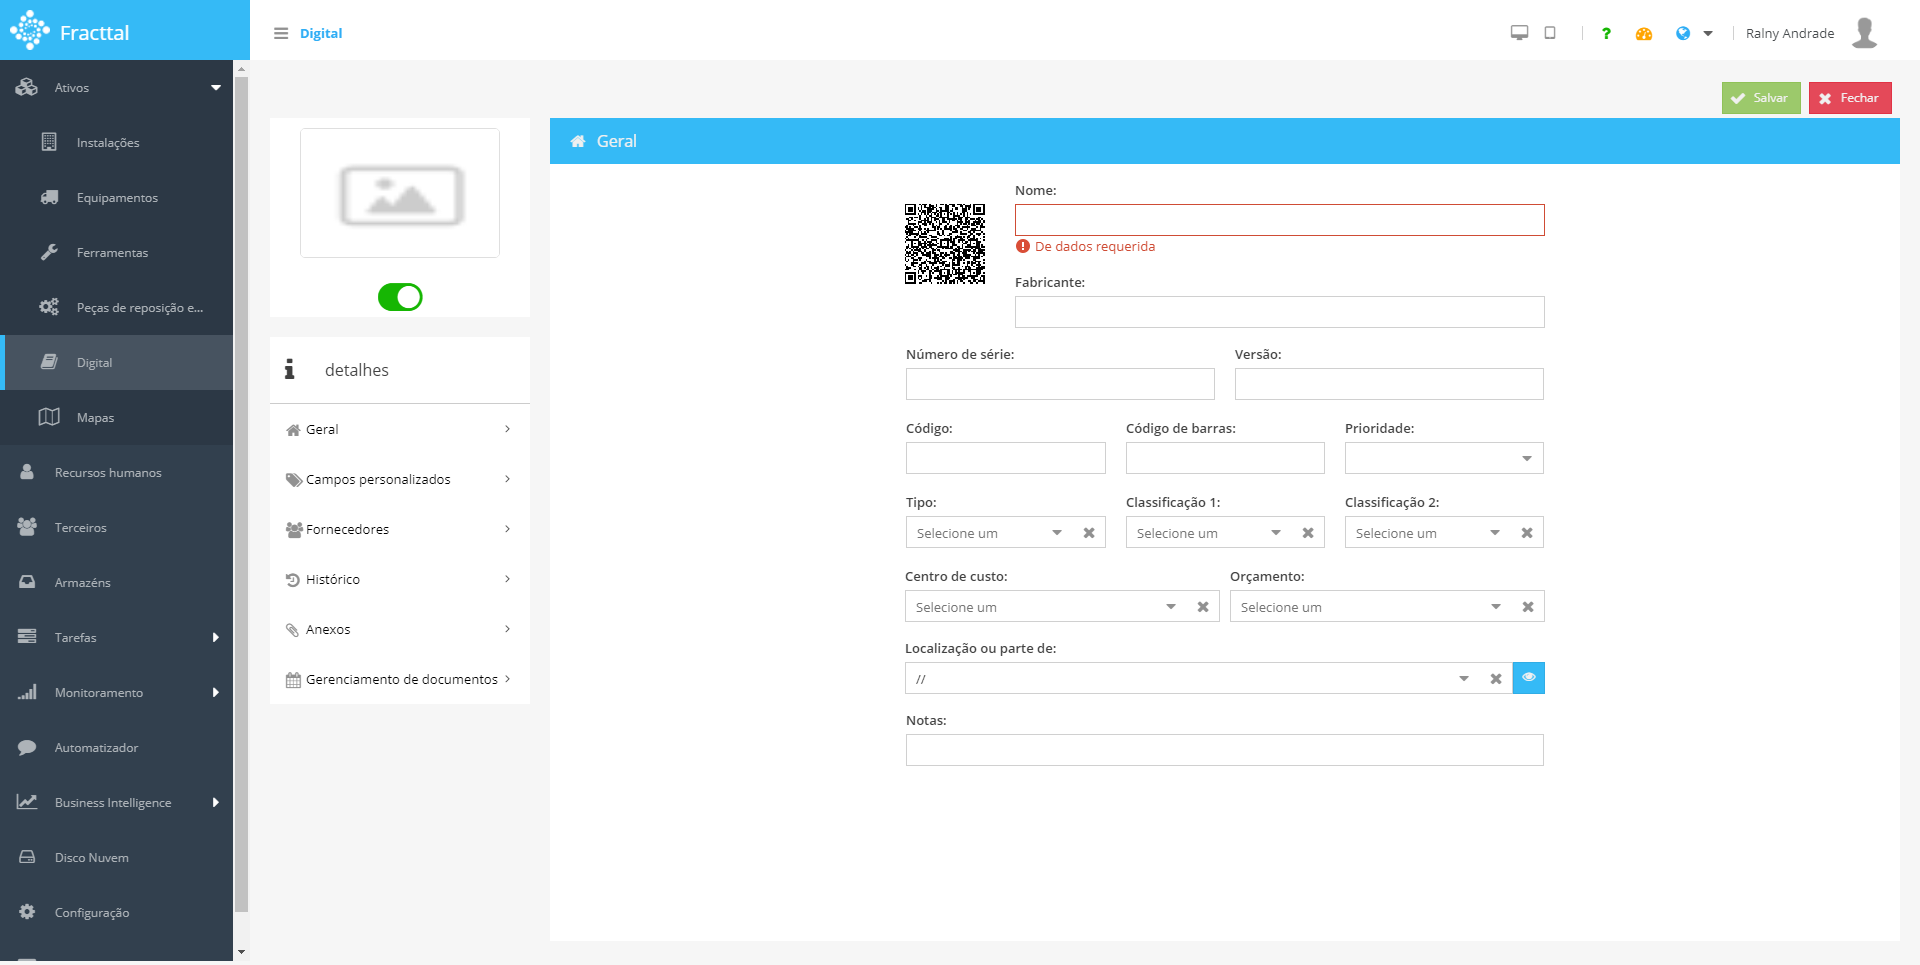 Fracttal
Digital
?
Ralny Andrade
Ativos
Instalações
Equipamentos
Ferramentas
Peças de reposição e...
Digital
Mapas
Recursos humanos
Terceiros
Armazéns
Tarefas
Monitoramento
Automatizador
Business Intelligence
Disco Nuvem
Configuração
Salvar
Fechar
detalhes
Geral
Campos personalizados
Fornecedores
Histórico
Anexos
Gerenciamento de documentos
Geral
Nome:
De dados requerida
Fabricante:
Número de série:
Versão:
Código:
Código de barras:
Prioridade:
Tipo:
Classificação 1:
Classificação 2:
Selecione um
Selecione um
Selecione um
Centro de custo:
Orçamento:
Selecione um
Selecione um
Localização ou parte de:
//
Notas: